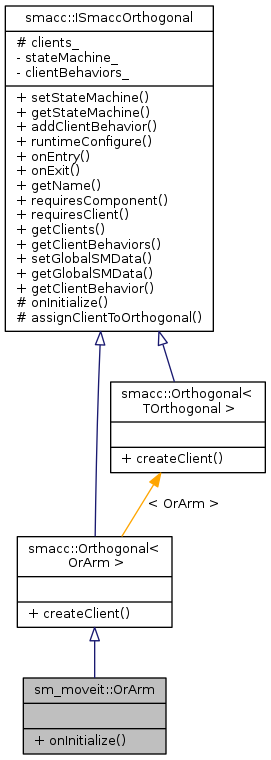 smacc::ISmaccOrthogonal
# clients_
- stateMachine_
- clientBehaviors_
+ setStateMachine()
+ getStateMachine()
+ addClientBehavior()
+ runtimeConfigure()
+ onEntry()
+ onExit()
+ getName()
+ requiresComponent()
+ requiresClient()
+ getClients()
+ getClientBehaviors()
+ setGlobalSMData()
+ getGlobalSMData()
+ getClientBehavior()
# onInitialize()
# assignClientToOrthogonal()
smacc::Orthogonal<
TOrthogonal >
+ createClient()
< OrArm >
smacc::Orthogonal<
OrArm >
+ createClient()
sm_moveit::OrArm
+ onInitialize()